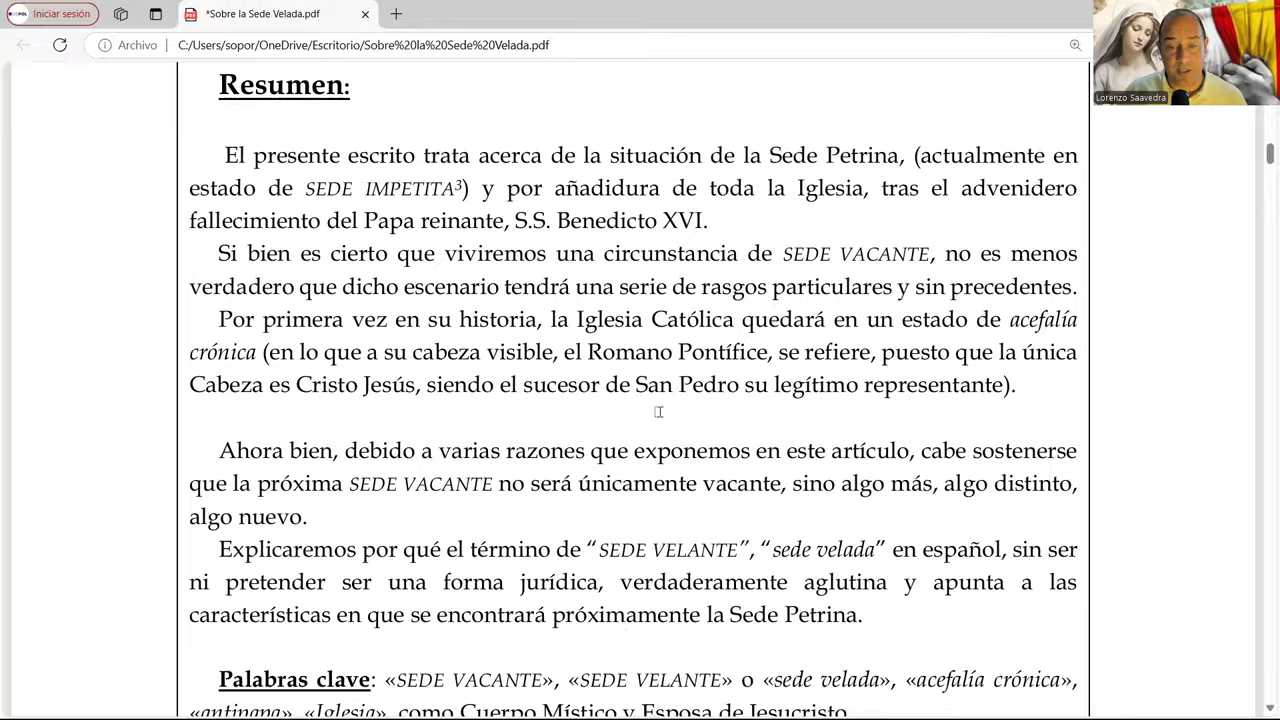 Iniciar sesión
*Sobre la Sede Velada.pdf
Archivo
C:/Users/sopor/OneDrive/Escritorio/Sobre%20la%20Sede%20Velada.pdf
Lorenzo Saavedra
Resumen:
El presente escrito trata acerca de la situación de la Sede Petrina, (actualmente en
estado de SEDE IMPETITA³) y por añadidura de toda la Iglesia, tras el advenidero
fallecimiento del Papa reinante, S.S. Benedicto XVI.
Si bien es cierto que viviremos una circunstancia de SEDE VACANTE, no es menos
verdadero que dicho escenario tendrá una serie de rasgos particulares y sin precedentes.
Por primera vez en su historia, la Iglesia Católica quedará en un estado de acefalía
crónica (en lo que a su cabeza visible, el Romano Pontífice, se refiere, puesto que la única
Cabeza es Cristo Jesús, siendo el sucesor de San Pedro su legítimo representante).
Ahora bien, debido a varias razones que exponemos en este artículo, cabe sostenerse
que la próxima SEDE VACANTE no será únicamente vacante, sino algo más, algo distinto,
algo nuevo.
Explicaremos por qué el término de “SEDE VELANTE”, “sede velada” en español, sin ser
ni pretender ser una forma jurídica, verdaderamente aglutina y apunta a las
características en que se encontrará próximamente la Sede Petrina.
Palabras clave: «SEDE VACANTE», «SEDE VELANTE» o «sede velada», «acefalía crónica»,
«antipapa», «Iglesia», como Cuerpo Místico y Esposa de Jesucristo.